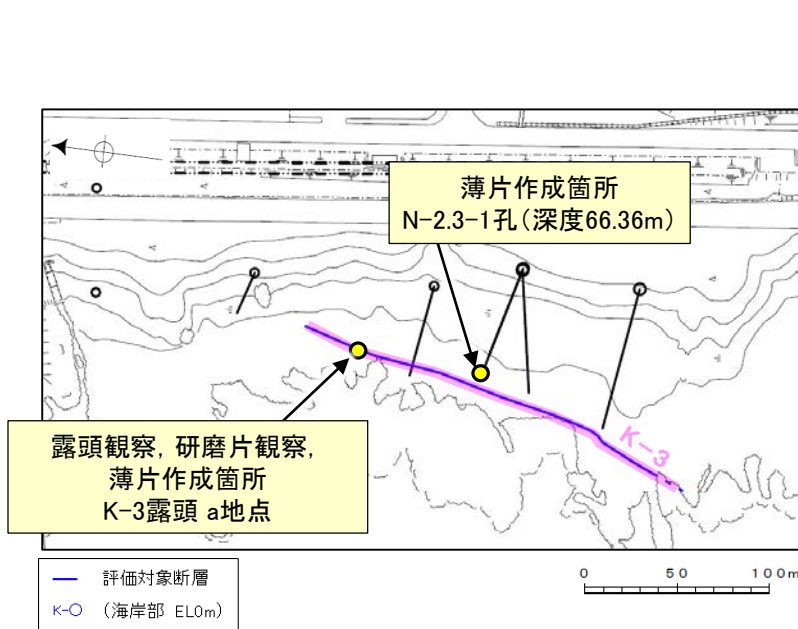 薄片作成箇所
N-2.3-1孔(深度66.36m)
露頭観察，研磨片観察，
薄片作成箇所
K-3露頭 a地点
K-3
評価対象断層
K-○ (海岸部 EL0m)
0 50 100m